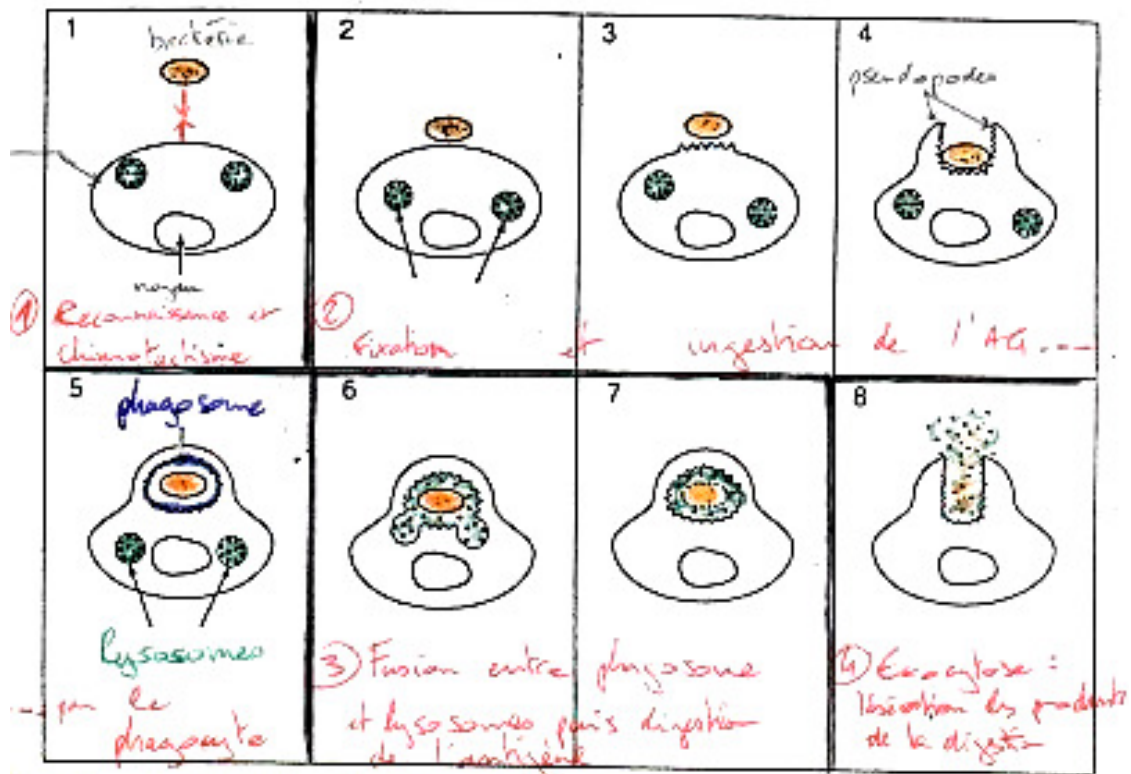 1
bactérie
2
3
4
pseudopodes
noyau
① Reconnaissance et
chimiotactisme
② Fixation et ingestion de l'AG ---
5
phagosome
6
7
8
lysosomes
--- par le
phagocyte
③ Fusion entre phagosome
et lysosomes puis digestion
de l'antigène
④ Exocytose :
libération des produits
de la digestion